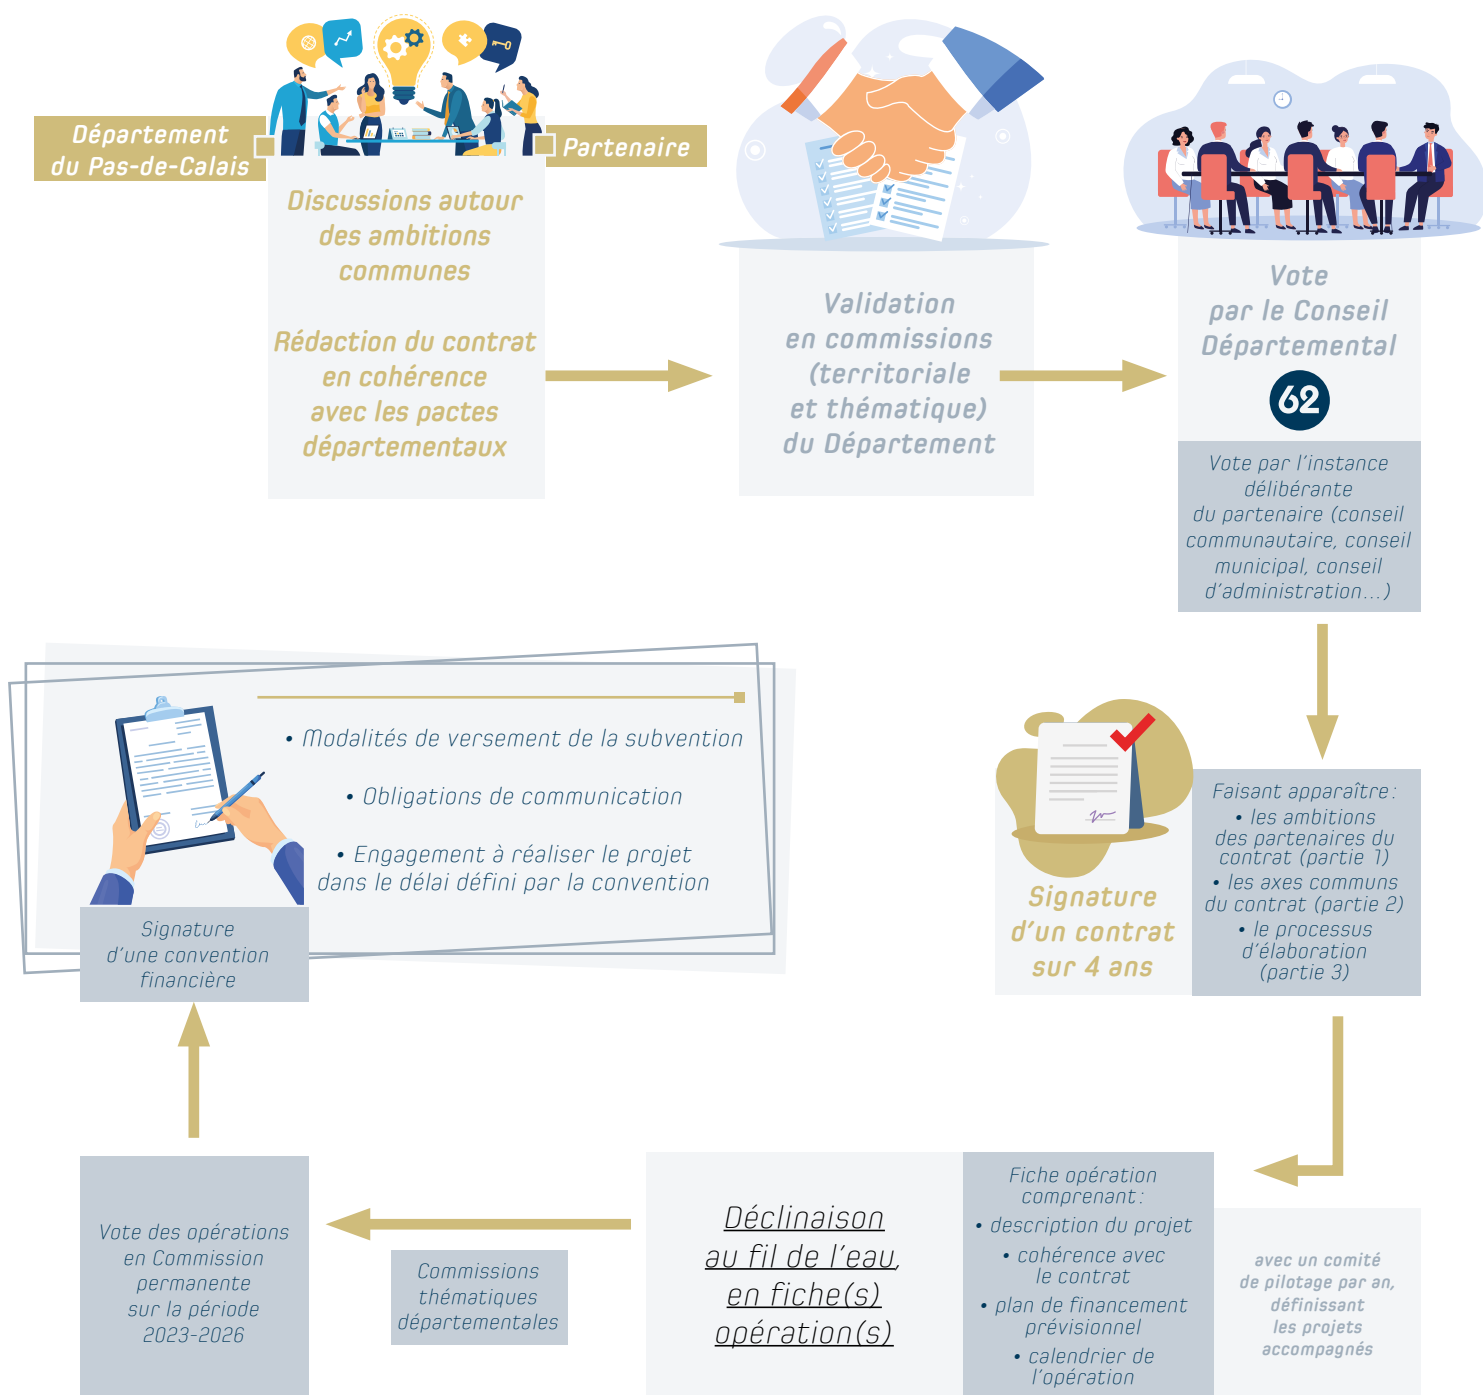 Département
du Pas-de-Calais
Partenaire
Discussions autour
des ambitions
communes
Rédaction du contrat
en cohérence
avec les pactes
départementaux
Validation
en commissions
(territoriale
et thématique)
du Département
Vote
par le Conseil
Départemental
62
Vote par l'instance
délibérante
du partenaire (conseil
communautaire, conseil
municipal, conseil
d'administration...)
Signature
d'un contrat
sur 4 ans
Faisant apparaître :
• les ambitions
des partenaires du
contrat (partie 1)
• les axes communs
du contrat (partie 2)
• le processus
d'élaboration
(partie 3)
avec un comité
de pilotage par an,
définissant
les projets
accompagnés
Fiche opération
comprenant :
• description du projet
• cohérence avec
le contrat
• plan de financement
prévisionnel
• calendrier de
l'opération
Déclinaison
au fil de l'eau,
en fiche(s)
opération(s)
Commissions
thématiques
départementales
Vote des opérations
en Commission
permanente
sur la période
2023-2026
Signature
d'une convention
financière
• Modalités de versement de la subvention
• Obligations de communication
• Engagement à réaliser le projet
dans le délai défini par la convention